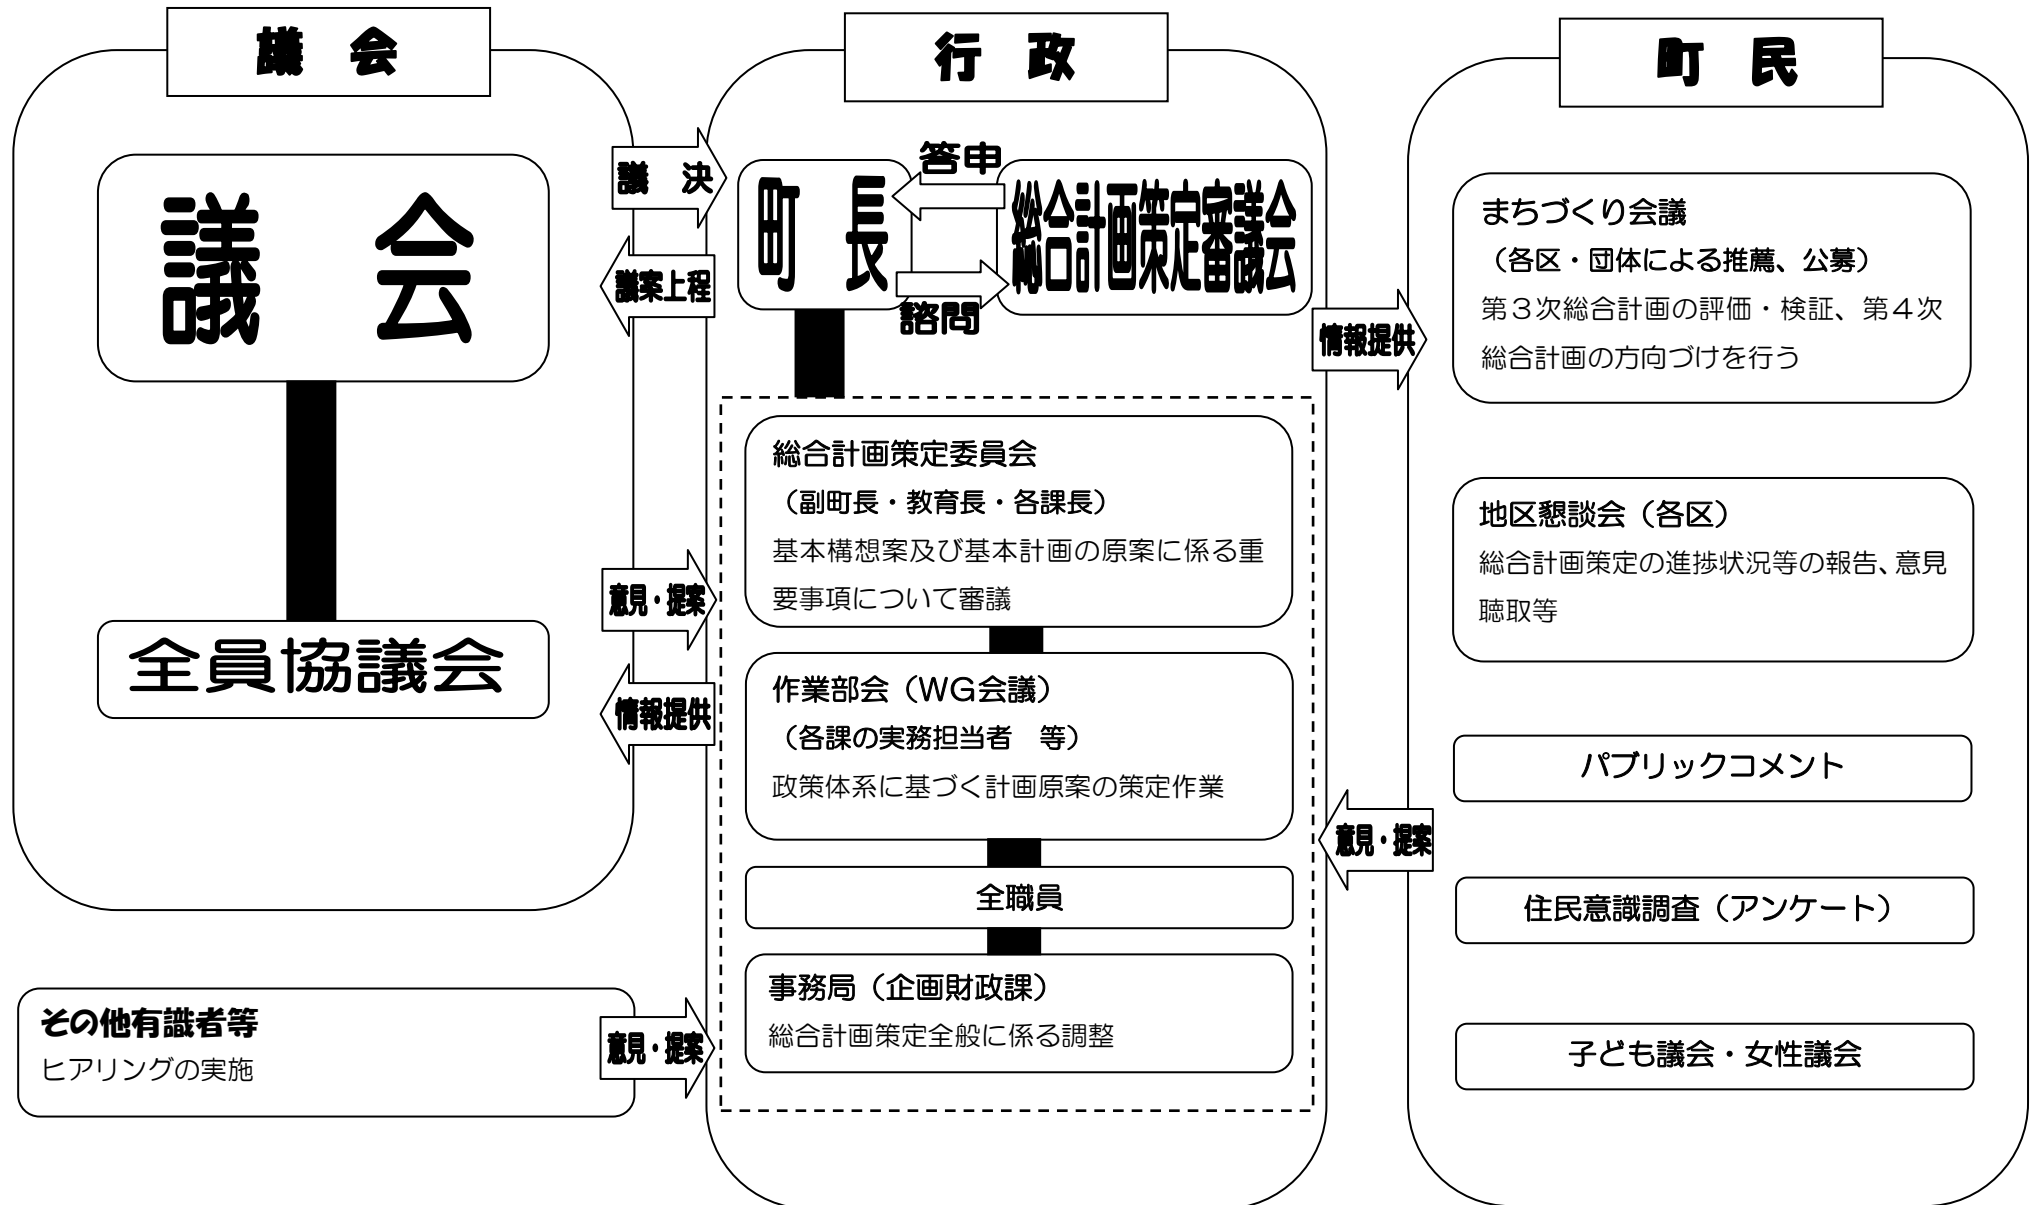 議　会
議　会
全員協議会
その他有識者等
ヒアリングの実施
議　決
議案上程
意見・提案
情報提供
意見・提案
行　政
町　長
答申
諮問
総合計画策定審議会
総合計画策定委員会
（副町長・教育長・各課長）
基本構想案及び基本計画の原案に係る重
要事項について審議
作業部会（ＷＧ会議）
（各課の実務担当者　等）
政策体系に基づく計画原案の策定作業
全職員
事務局（企画財政課）
総合計画策定全般に係る調整
情報提供
意見・提案
町　民
まちづくり会議
（各区・団体による推薦、公募）
第３次総合計画の評価・検証、第４次
総合計画の方向づけを行う
地区懇談会（各区）
総合計画策定の進捗状況等の報告、意見
聴取等
パブリックコメント
住民意識調査（アンケート）
子ども議会・女性議会